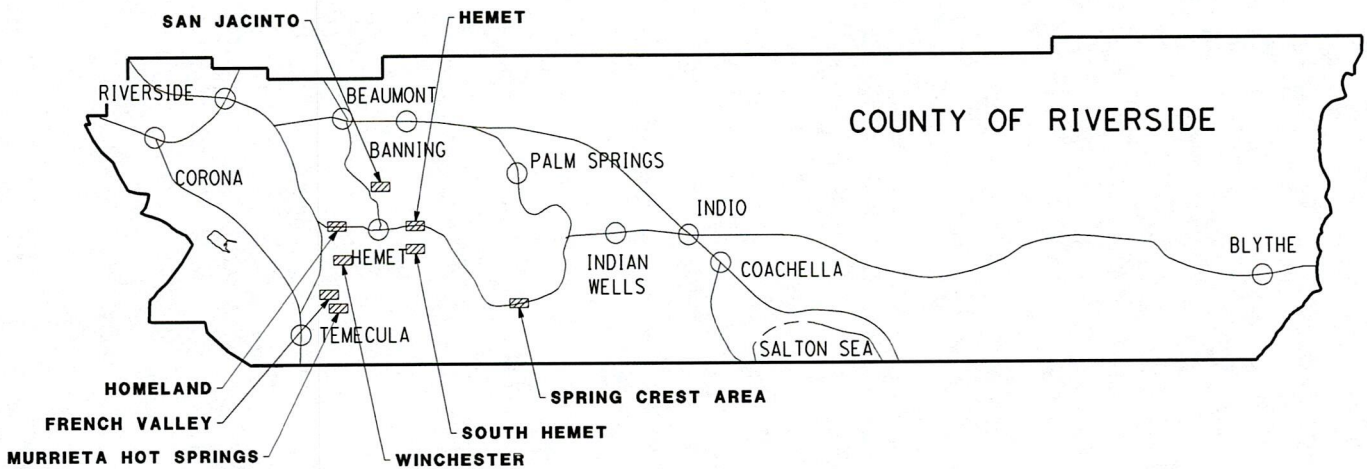 SAN JACINTO
HEMET
RIVERSIDE
BEAUMONT
COUNTY OF RIVERSIDE
BANNING
PALM SPRINGS
CORONA
INDIO
HEMET
BLYTHE
INDIAN
WELLS
COACHELLA
TEMECULA
SALTON SEA
HOMELAND
SPRING CREST AREA
FRENCH VALLEY
SOUTH HEMET
MURRIETA HOT SPRINGS
WINCHESTER